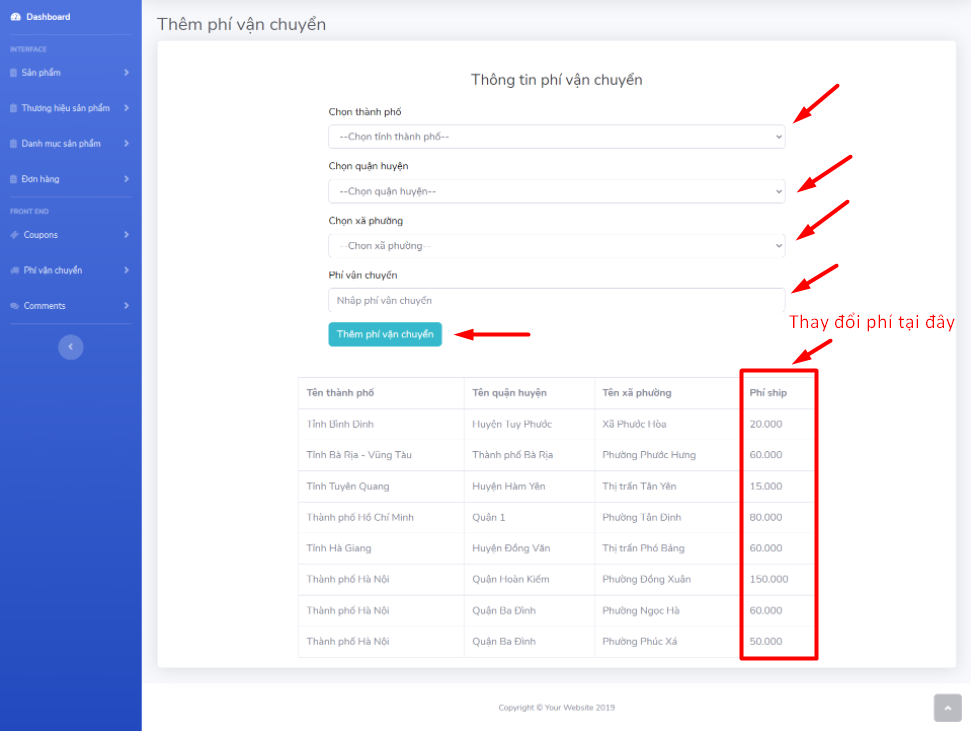 Dashboard
INTERFACE
Sản phẩm
Thương hiệu sản phẩm
Danh mục sản phẩm
Đơn hàng
FRONT END
Coupons
Phí vận chuyển
Comments
Thêm phí vận chuyển
Thông tin phí vận chuyển
Chọn thành phố
--Chọn tỉnh thành phố--
Chọn quận huyện
--Chọn quận huyện--
Chọn xã phường
--Chọn xã phường--
Phí vận chuyển
Nhập phí vận chuyển
Thêm phí vận chuyển
Thay đổi phí tại đây
Tên thành phố Tên quận huyện Tên xã phường Phí ship
Tỉnh Bình Định Huyện Tuy Phước Xã Phước Hòa 20.000
Tỉnh Bà Rịa - Vũng Tàu Thành phố Bà Rịa Phường Phước Hưng 60.000
Tỉnh Tuyên Quang Huyện Hàm Yên Thị trấn Tân Yên 15.000
Thành phố Hồ Chí Minh Quận 1 Phường Tân Định 80.000
Tỉnh Hà Giang Huyện Đồng Văn Thị trấn Phó Bảng 60.000
Thành phố Hà Nội Quận Hoàn Kiếm Phường Đồng Xuân 150.000
Thành phố Hà Nội Quận Ba Đình Phường Ngọc Hà 60.000
Thành phố Hà Nội Quận Ba Đình Phường Phúc Xá 50.000
Copyright © Your Website 2019